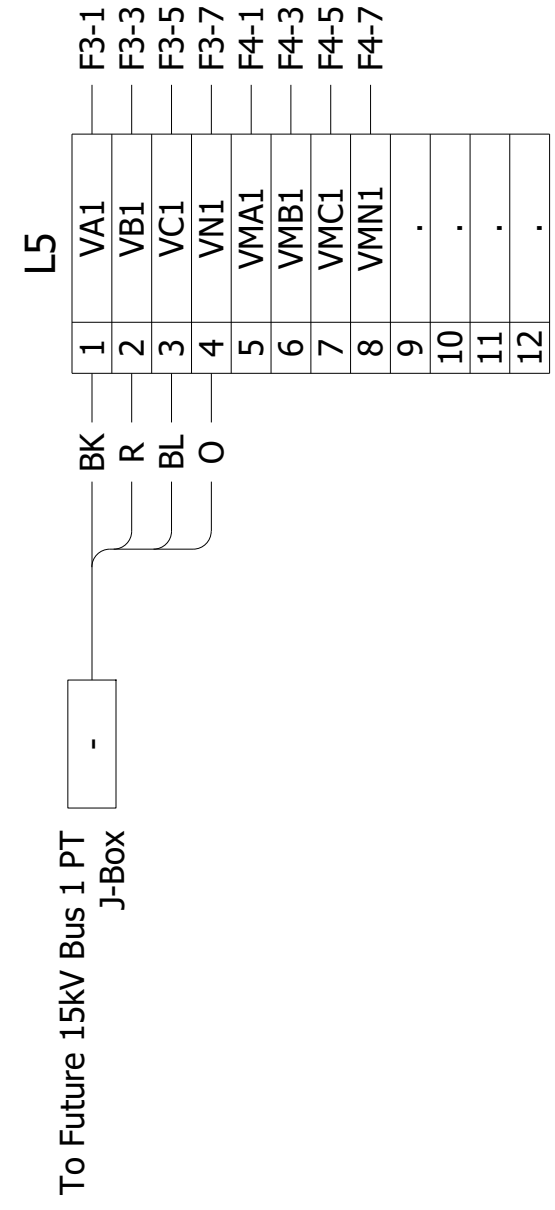 L5
To Future 15kV Bus 1 PT
J-Box
-
BK 1 VA1 F3-1
R 2 VB1 F3-3
BL 3 VC1 F3-5
O 4 VN1 F3-7
5 VMA1 F4-1
6 VMB1 F4-3
7 VMC1 F4-5
8 VMN1 F4-7
9 .
10 .
11 .
12 .